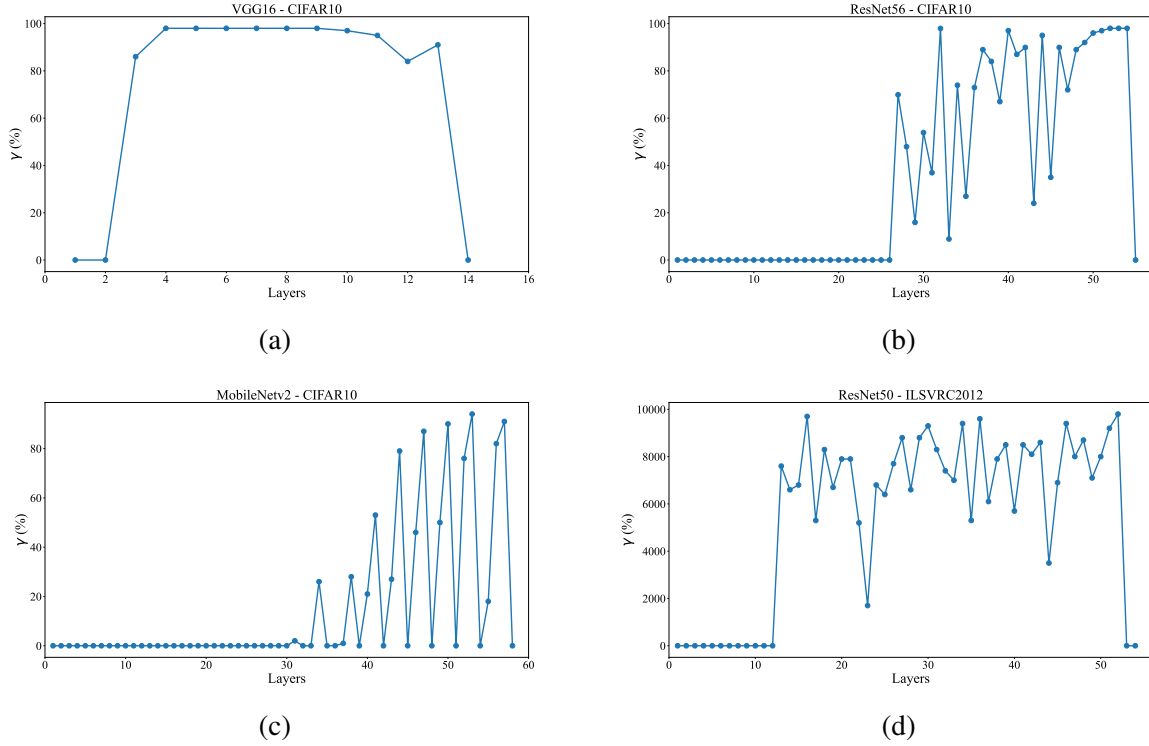 VGG16 - CIFAR10
100
80
60
40
20
0
γ (%)
0 2 4 6 8 10 12 14 16
Layers
(a)
ResNet56 - CIFAR10
100
80
60
40
20
0
γ (%)
0 10 20 30 40 50
Layers
(b)
MobileNetv2 - CIFAR10
80
60
40
20
0
γ (%)
0 10 20 30 40 50 60
Layers
(c)
ResNet50 - ILSVRC2012
10000
8000
6000
4000
2000
0
γ (%)
0 10 20 30 40 50
Layers
(d)